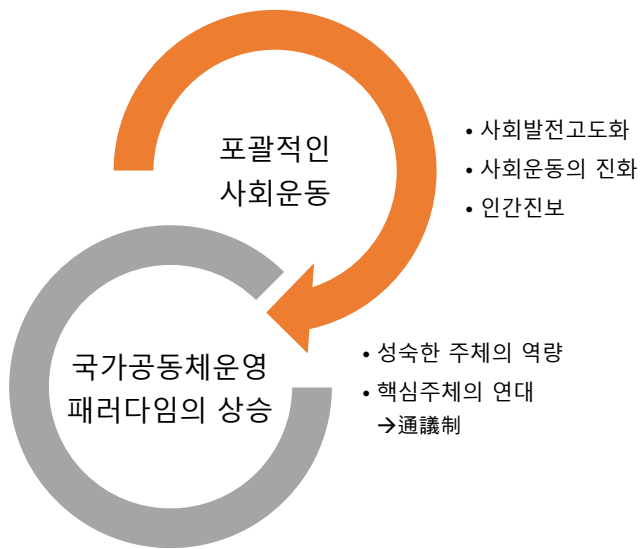 포괄적인
사회운동
• 사회발전고도화
• 사회운동의 진화
• 인간진보
국가공동체운영
패러다임의 상승
• 성숙한 주체의 역량
• 핵심주체의 연대
→通議制